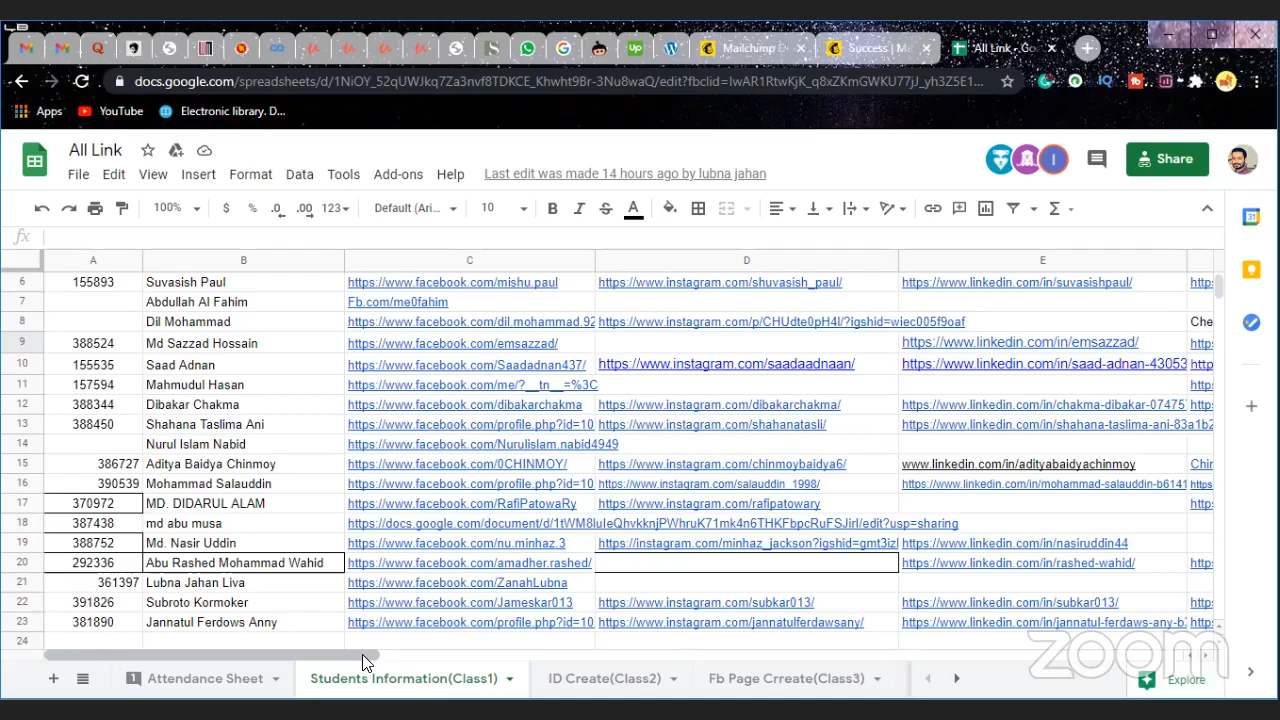 Mailchimp E
Success | Ma
'All Link - Go
docs.google.com/spreadsheets/d/1NiOY_52qUWJkq7Za3nvf8TDKCE_Khwht9Br-3Nu8waQ/edit?fbclid=IwAR1RtwKjK_q8xZKmGWKU77J_yh3Z5E1...
Apps YouTube Electronic library. D...
All Link
File Edit View Insert Format Data Tools Add-ons Help Last edit was made 14 hours ago by lubna jahan
Share
100% $ % .0 .00 123 Default (Ari... 10
fx
A B C D E
6 155893 Suvasish Paul https://www.facebook.com/mishu.paul https://www.instagram.com/shuvasish_paul/ https://www.linkedin.com/in/suvasishpaul/ https
7 Abdullah Al Fahim Fb.com/me0fahim
8 Dil Mohammad https://www.facebook.com/dil.mohammad.92 https://www.instagram.com/p/CHUdte0pH4l/?igshid=wiec005f9oaf Che
9 388524 Md Sazzad Hossain https://www.facebook.com/emsazzad/ https://www.linkedin.com/in/emsazzad/ https
10 155535 Saad Adnan https://www.facebook.com/Saadadnan437/ https://www.instagram.com/saadaadnaan/ https://www.linkedin.com/in/saad-adnan-43053 http
11 157594 Mahmudul Hasan https://www.facebook.com/me/?__tn__=%3C https
12 388344 Dibakar Chakma https://www.facebook.com/dibakarchakma https://www.instagram.com/dibakarchakma/ https://www.linkedin.com/in/chakma-dibakar-07475 https
13 388450 Shahana Taslima Ani https://www.facebook.com/profile.php?id=10 https://www.instagram.com/shahanatasli/ https://www.linkedin.com/in/shahana-taslima-ani-83a1b2
14 Nurul Islam Nabid https://www.facebook.com/Nurulislam.nabid4949
15 386727 Aditya Baidya Chinmoy https://www.facebook.com/0CHINMOY/ https://www.instagram.com/chinmoybaidya6/ www.linkedin.com/in/adityabaidyachinmoy Chin
16 390539 Mohammad Salauddin https://www.facebook.com/profile.php?id=10 https://www.instagram.com/salauddin_1998/ https://www.linkedin.com/in/mohammad-salauddin-b6141 https
17 370972 MD. DIDARUL ALAM https://www.facebook.com/RafiPatowaRy https://www.instagram.com/rafipatowary https
18 387438 md abu musa https://docs.google.com/document/d/1tWM8luIeQhvkknjPWhruK71mk4n6THKFbpcRuFSJirI/edit?usp=sharing
19 388752 Md. Nasir Uddin https://www.facebook.com/nu.minhaz.3 https://instagram.com/minhaz_jackson?igshid=gmt3izl https://www.linkedin.com/in/nasiruddin44 https
20 292336 Abu Rashed Mohammad Wahid https://www.facebook.com/amadher.rashed/ https://www.linkedin.com/in/rashed-wahid/ https
21 361397 Lubna Jahan Liva https://www.facebook.com/ZanahLubna
22 391826 Subroto Kormoker https://www.facebook.com/Jameskar013 https://www.instagram.com/subkar013/ https://www.linkedin.com/in/subkar013/ https
23 381890 Jannatul Ferdows Anny https://www.facebook.com/profile.php?id=10 https://www.instagram.com/jannatulferdawsany/ https://www.linkedin.com/in/jannatul-ferdaws-any-b
24
zoom
Attendance Sheet Students Information(Class1) ID Create(Class2) Fb Page Crreate(Class3) Explore